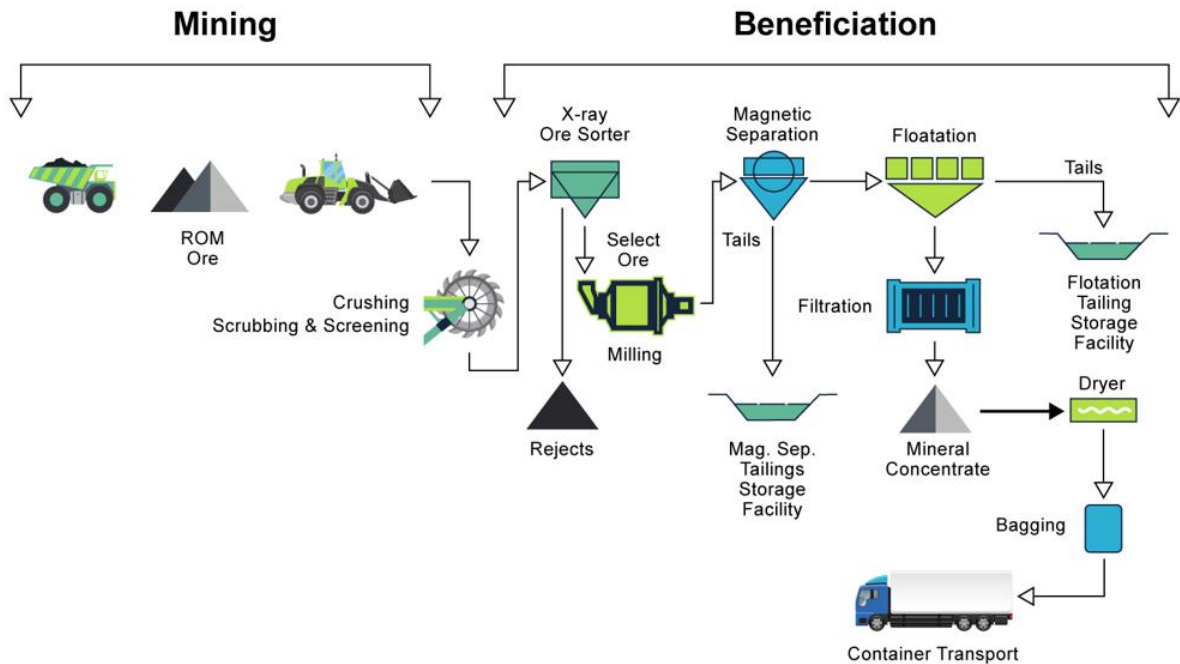 Mining
Beneficiation
X-ray
Ore Sorter
Magnetic
Separation
Floatation
Tails
ROM
Ore
Select
Ore
Tails
Crushing
Scrubbing & Screening
Milling
Filtration
Flotation
Tailing
Storage
Facility
Dryer
Rejects
Mag. Sep.
Tailings
Storage
Facility
Mineral
Concentrate
Bagging
Container Transport